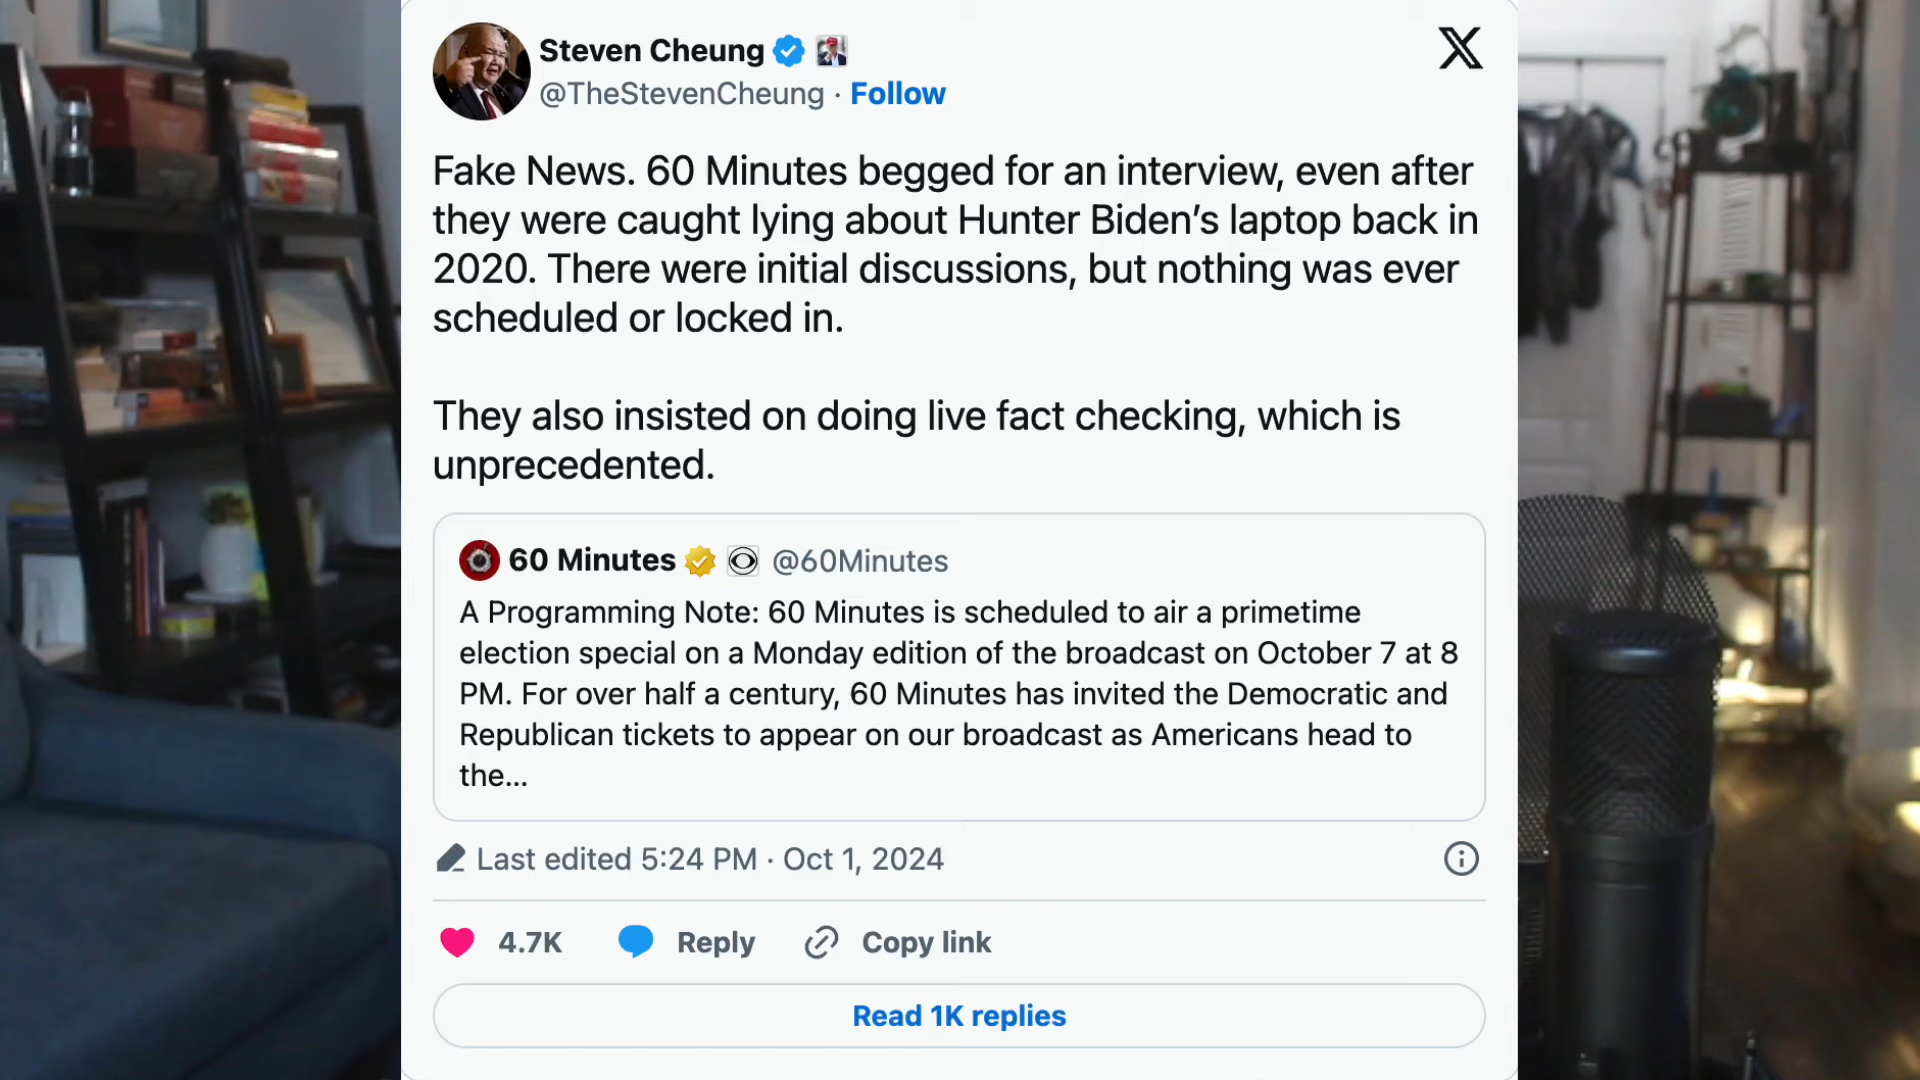 Steven Cheung
@TheStevenCheung · Follow
Fake News. 60 Minutes begged for an interview, even after
they were caught lying about Hunter Biden’s laptop back in
2020. There were initial discussions, but nothing was ever
scheduled or locked in.
They also insisted on doing live fact checking, which is
unprecedented.
60 Minutes @60Minutes
A Programming Note: 60 Minutes is scheduled to air a primetime
election special on a Monday edition of the broadcast on October 7 at 8
PM. For over half a century, 60 Minutes has invited the Democratic and
Republican tickets to appear on our broadcast as Americans head to
the...
Last edited 5:24 PM · Oct 1, 2024
4.7K Reply Copy link
Read 1K replies